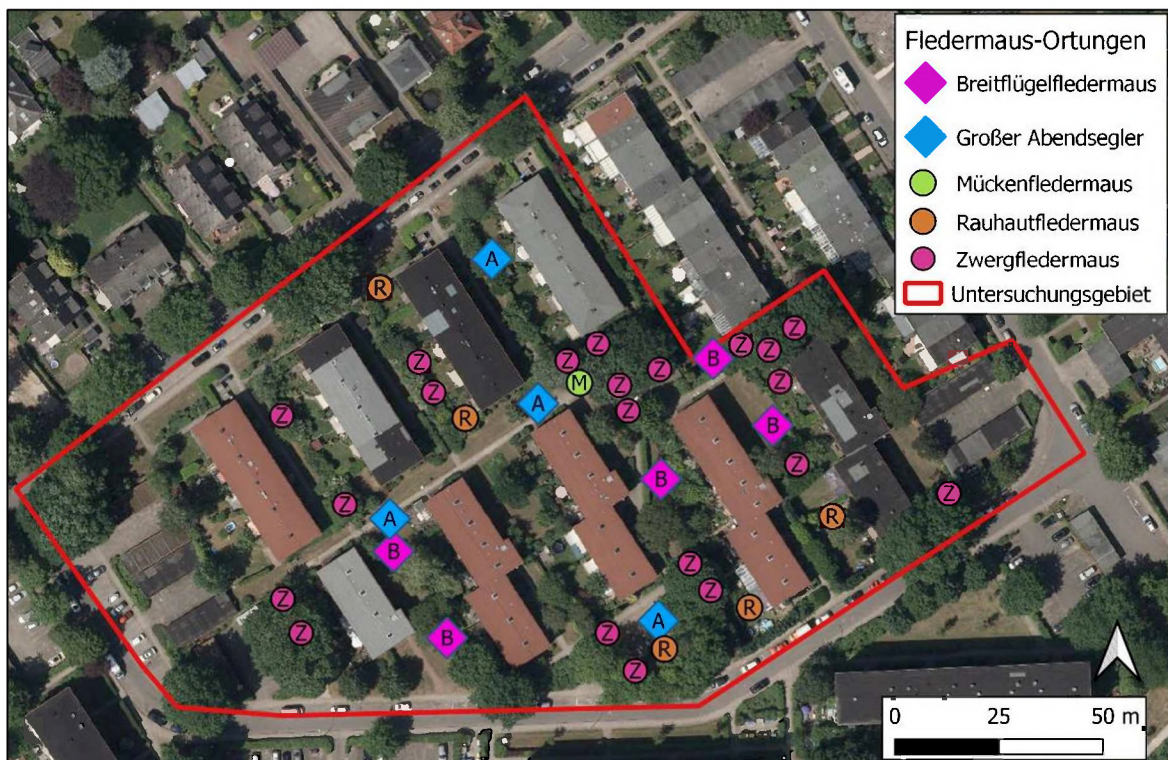 Fledermaus-Ortungen
Breitflügelfledermaus
Großer Abendsegler
Mückenfledermaus
Rauhautfledermaus
Zwergfledermaus
Untersuchungsgebiet
A
R
Z
Z
Z
B
Z
Z
Z
Z
Z
M
Z
Z
Z
A
Z
Z
R
B
Z
B
Z
Z
A
R
B
Z
Z
Z
R
A
Z
Z
B
R
Z
0 25 50 m